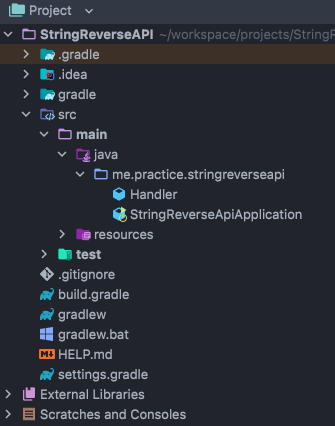 Project
StringReverseAPI ~/workspace/projects/StringR
.gradle
.idea
gradle
src
main
java
me.practice.stringreverseapi
Handler
StringReverseApiApplication
resources
test
.gitignore
build.gradle
gradlew
gradlew.bat
HELP.md
settings.gradle
External Libraries
Scratches and Consoles